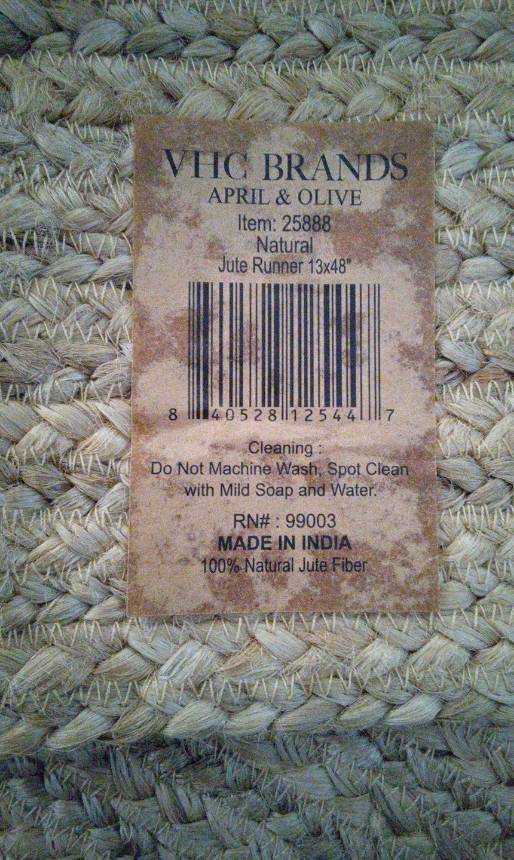 VHC BRANDS
APRIL & OLIVE
Item: 25888
Natural
Jute Runner 13x48"
8 40528 12544 7
Cleaning :
Do Not Machine Wash, Spot Clean
with Mild Soap and Water.
RN# : 99003
MADE IN INDIA
100% Natural Jute Fiber